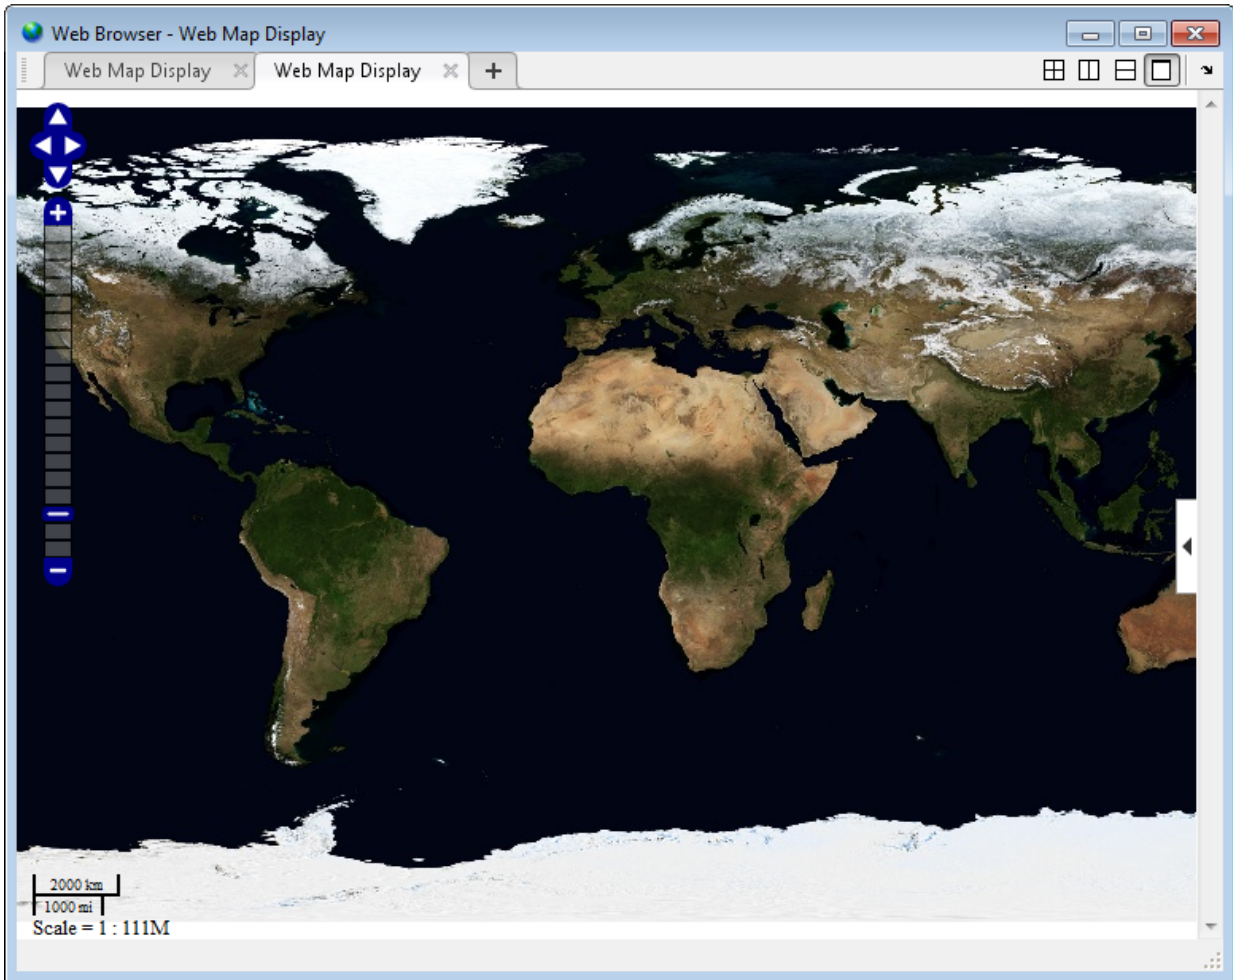 Web Browser - Web Map Display
Web Map Display
Web Map Display
2000 km
1000 mi
Scale = 1 : 111M